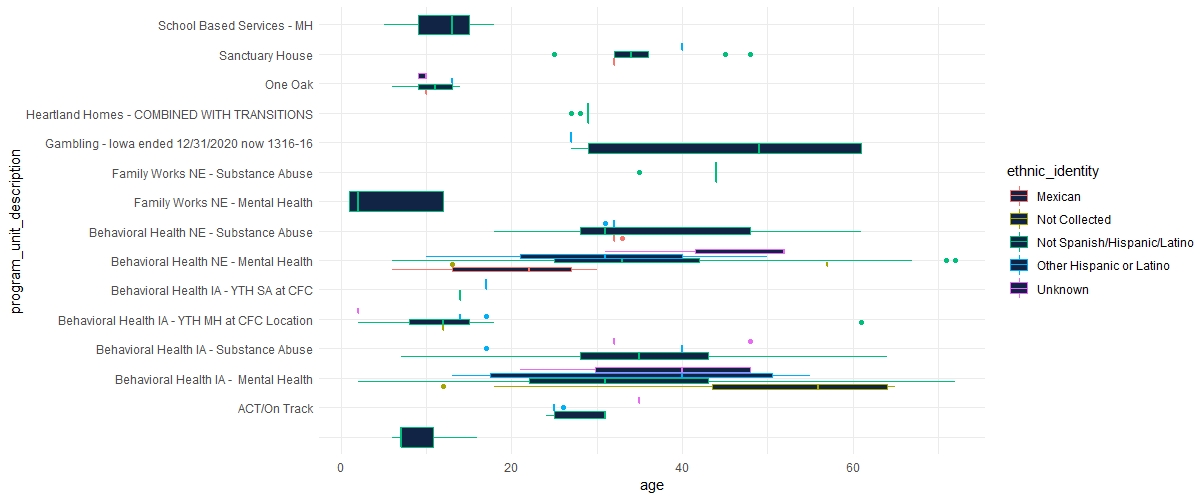 School Based Services - MH
Sanctuary House
One Oak
Heartland Homes - COMBINED WITH TRANSITIONS
Gambling - Iowa ended 12/31/2020 now 1316-16
Family Works NE - Substance Abuse
Family Works NE - Mental Health
Behavioral Health NE - Substance Abuse
Behavioral Health NE - Mental Health
Behavioral Health IA - YTH SA at CFC
Behavioral Health IA - YTH MH at CFC Location
Behavioral Health IA - Substance Abuse
Behavioral Health IA -  Mental Health
ACT/On Track
program_unit_description
0 20 40 60
age
ethnic_identity
Mexican
Not Collected
Not Spanish/Hispanic/Latino
Other Hispanic or Latino
Unknown